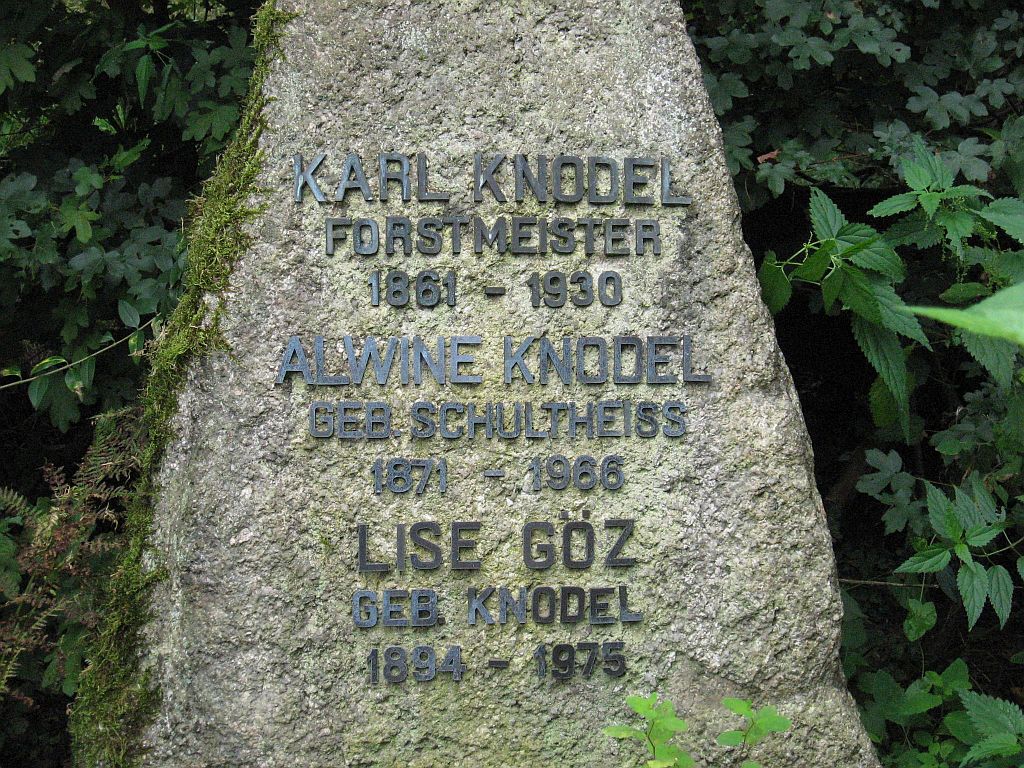 KARL KNODEL
FORSTMEISTER
1861 - 1930
ALWINE KNODEL
GEB. SCHULTHEISS
1871 - 1966
LISE GÖZ
GEB. KNODEL
1894 - 1975